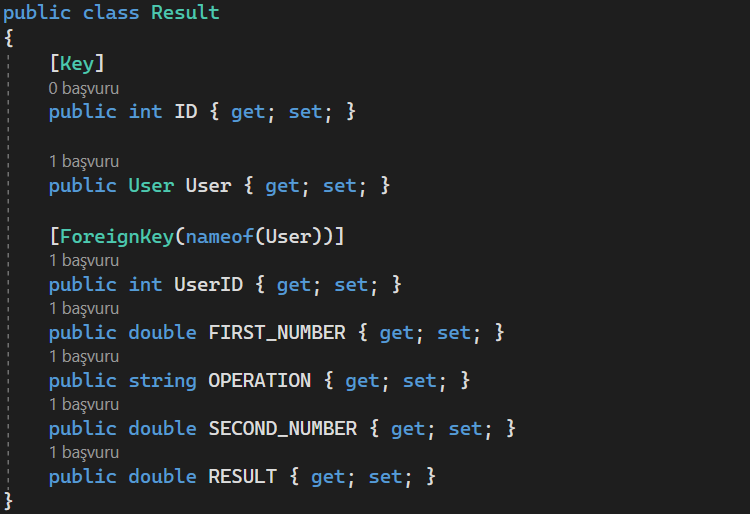 public class Result
{
[Key]
0 başvuru
public int ID { get; set; }
1 başvuru
public User User { get; set; }
[ForeignKey(nameof(User))]
1 başvuru
public int UserID { get; set; }
1 başvuru
public double FIRST_NUMBER { get; set; }
1 başvuru
public string OPERATION { get; set; }
1 başvuru
public double SECOND_NUMBER { get; set; }
1 başvuru
public double RESULT { get; set; }
}